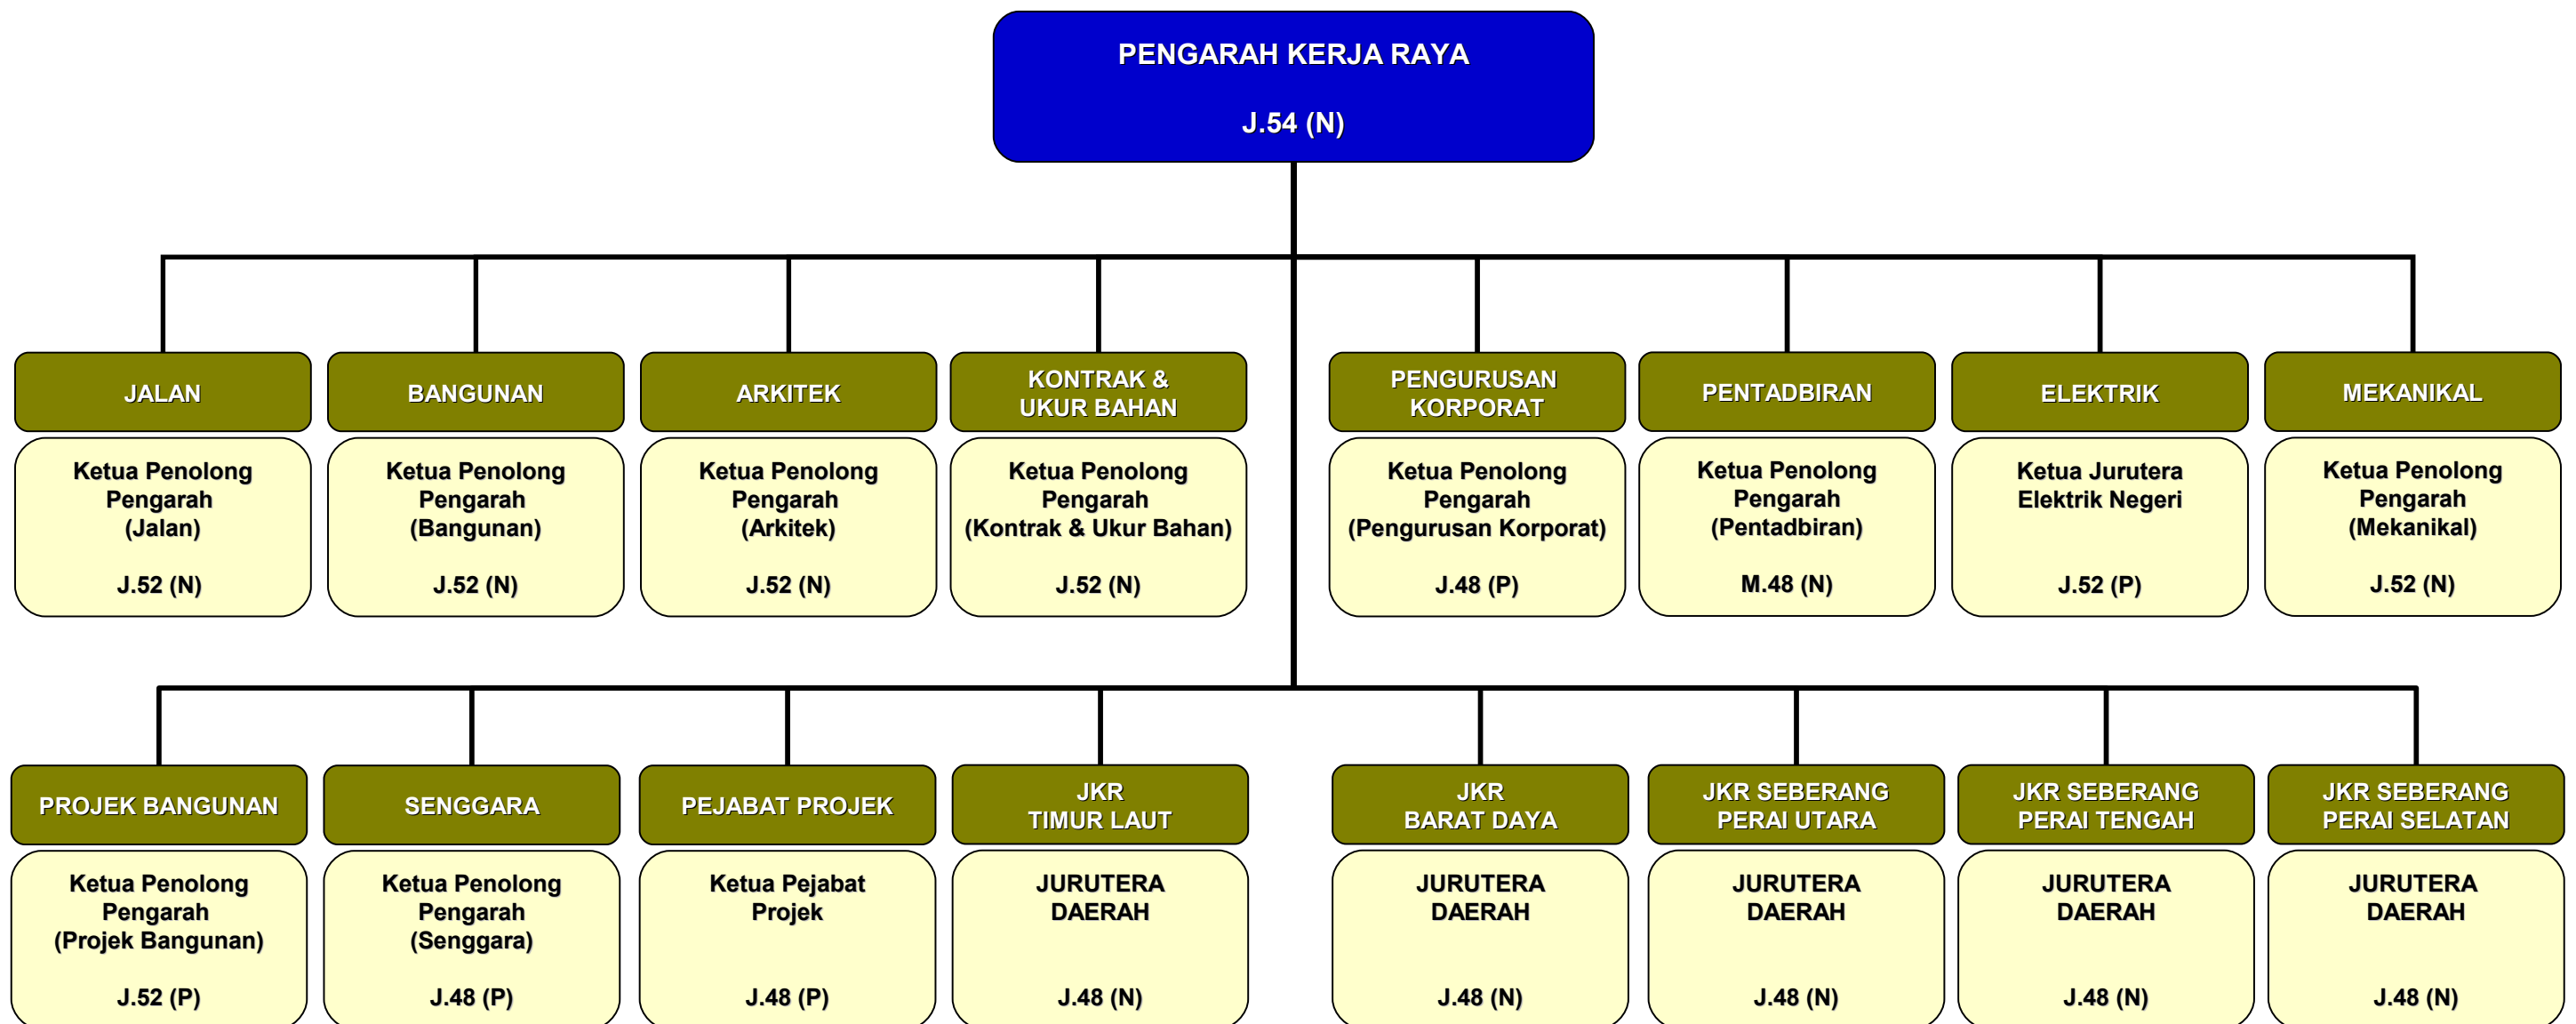 PENGARAH KERJA RAYA
J.54 (N)
JALAN
Ketua Penolong
Pengarah
(Jalan)
J.52 (N)
BANGUNAN
Ketua Penolong
Pengarah
(Bangunan)
J.52 (N)
ARKITEK
Ketua Penolong
Pengarah
(Arkitek)
J.52 (N)
KONTRAK &
UKUR BAHAN
Ketua Penolong
Pengarah
(Kontrak & Ukur Bahan)
J.52 (N)
PENGURUSAN
KORPORAT
Ketua Penolong
Pengarah
(Pengurusan Korporat)
J.48 (P)
PENTADBIRAN
Ketua Penolong
Pengarah
(Pentadbiran)
M.48 (N)
ELEKTRIK
Ketua Jurutera
Elektrik Negeri
J.52 (P)
MEKANIKAL
Ketua Penolong
Pengarah
(Mekanikal)
J.52 (N)
PROJEK BANGUNAN
Ketua Penolong
Pengarah
(Projek Bangunan)
J.52 (P)
SENGGARA
Ketua Penolong
Pengarah
(Senggara)
J.48 (P)
PEJABAT PROJEK
Ketua Pejabat
Projek
J.48 (P)
JKR
TIMUR LAUT
JURUTERA
DAERAH
J.48 (N)
JKR
BARAT DAYA
JURUTERA
DAERAH
J.48 (N)
JKR SEBERANG
PERAI UTARA
JURUTERA
DAERAH
J.48 (N)
JKR SEBERANG
PERAI TENGAH
JURUTERA
DAERAH
J.48 (N)
JKR SEBERANG
PERAI SELATAN
JURUTERA
DAERAH
J.48 (N)